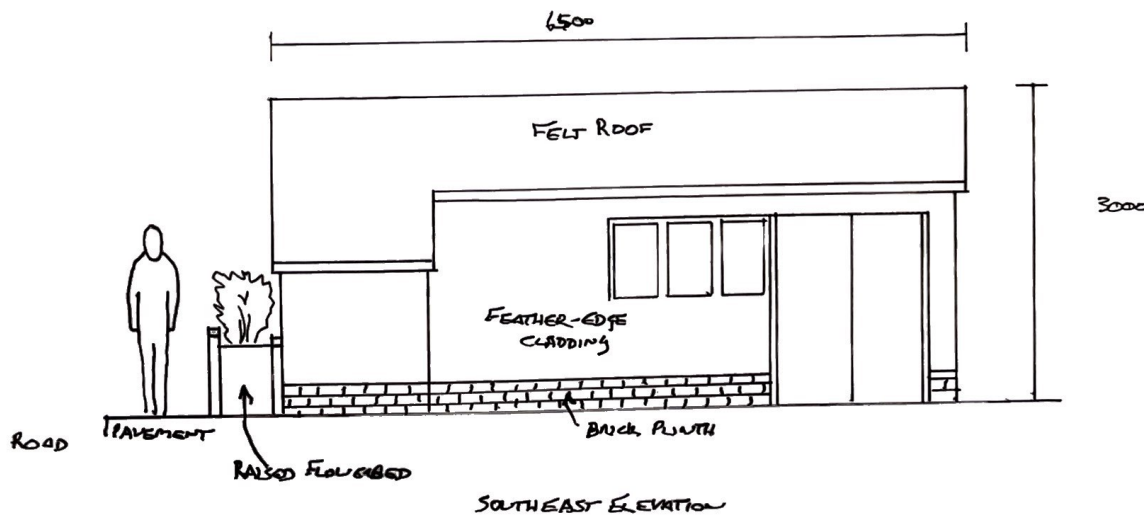 6500
FELT ROOF
3000
FEATHER-EDGE
CLADDING
BRICK PLINTH
ROAD
PAVEMENT
RAISED FLOWERBED
SOUTHEAST ELEVATION